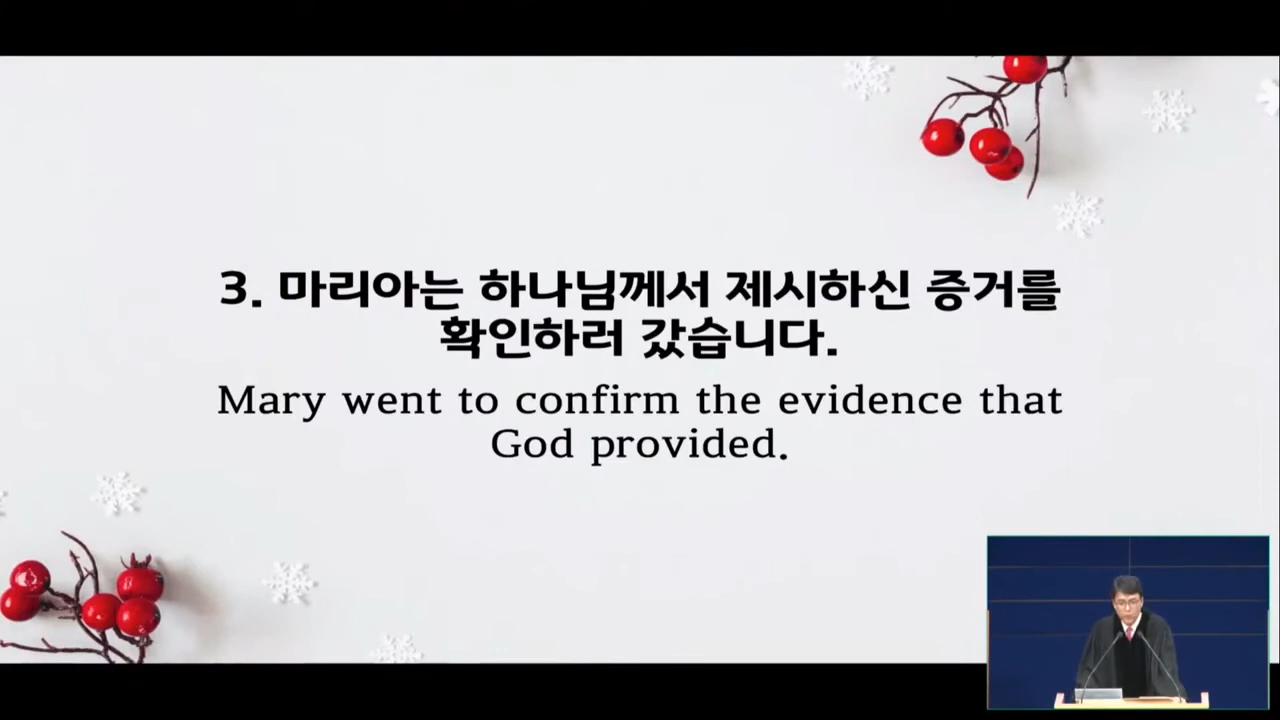 3. 마리아는 하나님께서 제시하신 증거를
확인하러 갔습니다.
Mary went to confirm the evidence that
God provided.